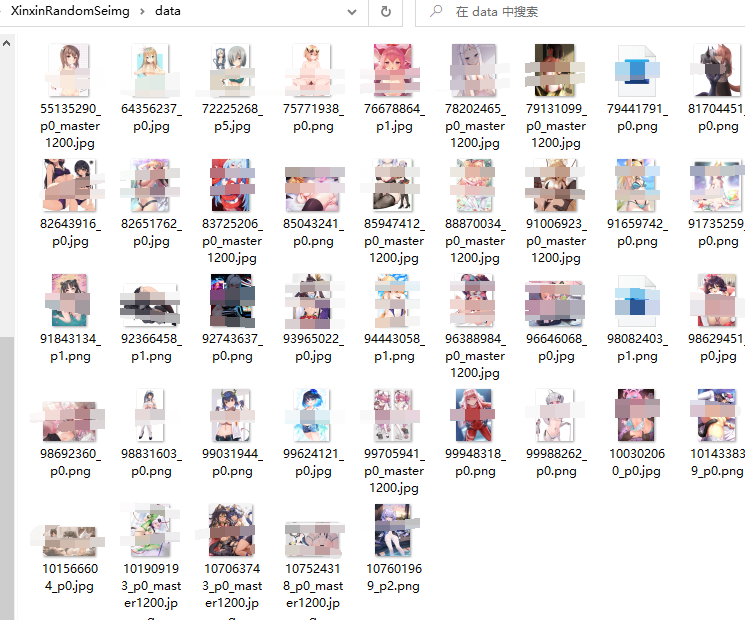 XinxinRandomSeimg > data
在 data 中搜索
55135290_p0_master1200.jpg
64356237_p0.jpg
72225268_p5.jpg
75771938_p0.png
76678864_p1.jpg
78202465_p0_master1200.jpg
79131099_p0_master1200.jpg
79441791_p0.png
81704451_p0.png
82643916_p0.jpg
82651762_p0.jpg
83725206_p0_master1200.jpg
85043241_p0.png
85947412_p0_master1200.jpg
88870034_p0_master1200.jpg
91006923_p0_master1200.jpg
91659742_p0.png
91735259_p0.png
91843134_p1.png
92366458_p1.png
92743637_p0.png
93965022_p0.jpg
94443058_p1.png
96388984_p0_master1200.jpg
96646068_p0.jpg
98082403_p1.png
98629451_p0.jpg
98692360_p0.png
98831603_p0.png
99031944_p0.png
99624121_p0.jpg
99705941_p0_master1200.jpg
99948318_p0.png
99988262_p0.png
100302060_p0.jpg
101433839_p0.png
101566604_p0.jpg
101909193_p0_master1200.jp
107063743_p0_master1200.jp
107524318_p0_master1200.jp
107601969_p2.png